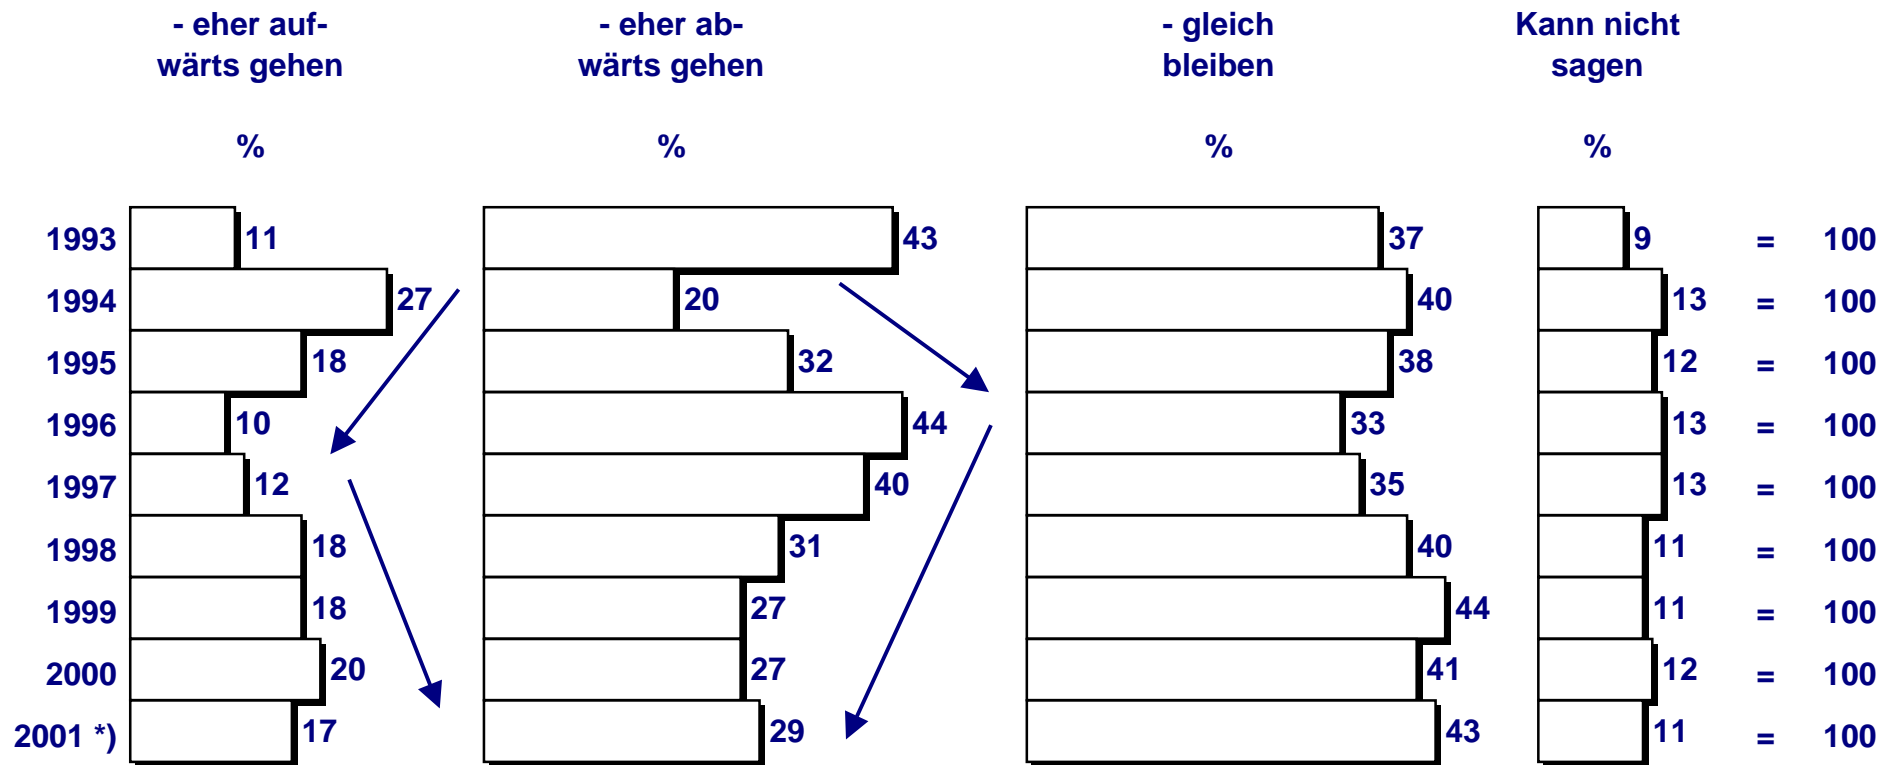 - eher auf-
wärts gehen
- eher ab-
wärts gehen
- gleich
bleiben
Kann nicht
sagen
% % % %
1993 11 43 37 9 = 100
1994 27 20 40 13 = 100
1995 18 32 38 12 = 100
1996 10 44 33 13 = 100
1997 12 40 35 13 = 100
1998 18 31 40 11 = 100
1999 18 27 44 11 = 100
2000 20 27 41 12 = 100
2001 *) 17 29 43 11 = 100